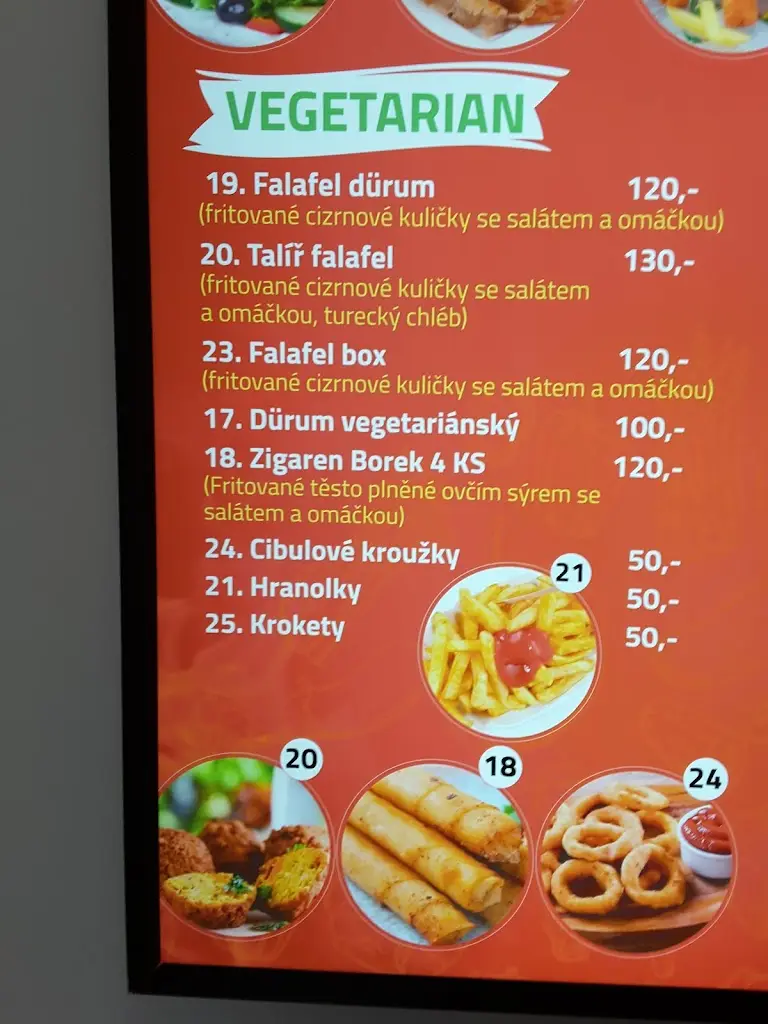 VEGETARIAN
19. Falafel dürum 120,-
(fritované cizrnové kuličky se salátem a omáčkou)
20. Talíř falafel 130,-
(fritované cizrnové kuličky se salátem
a omáčkou, turecký chléb)
23. Falafel box 120,-
(fritované cizrnové kuličky se salátem a omáčkou)
17. Dürum vegetariánský 100,-
18. Zigaren Borek 4 KS 120,-
(Fritované těsto plněné ovčím sýrem se
salátem a omáčkou)
24. Cibulové kroužky 50,-
21. Hranolky 50,-
25. Krokety 50,-
21
20
18
24